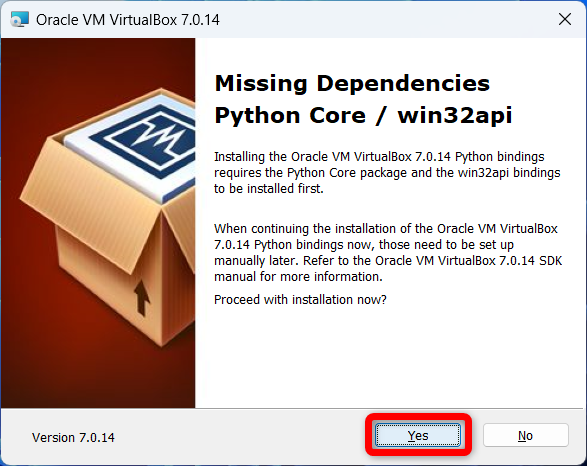 Oracle VM VirtualBox 7.0.14
Missing Dependencies
Python Core / win32api
Installing the Oracle VM VirtualBox 7.0.14 Python bindings
requires the Python Core package and the win32api bindings
to be installed first.
When continuing the installation of the Oracle VM VirtualBox
7.0.14 Python bindings now, those need to be set up
manually later. Refer to the Oracle VM VirtualBox 7.0.14 SDK
manual for more information.
Proceed with installation now?
Version 7.0.14
Yes
No